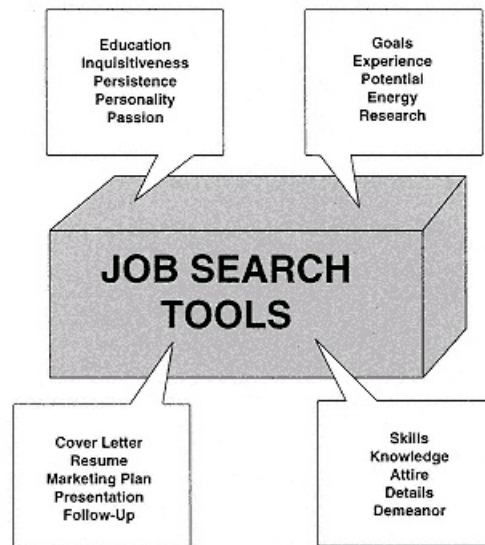 Education
Inquisitiveness
Persistence
Personality
Passion
Goals
Experience
Potential
Energy
Research
JOB SEARCH
TOOLS
Cover Letter
Resume
Marketing Plan
Presentation
Follow-Up
Skills
Knowledge
Attire
Details
Demeanor